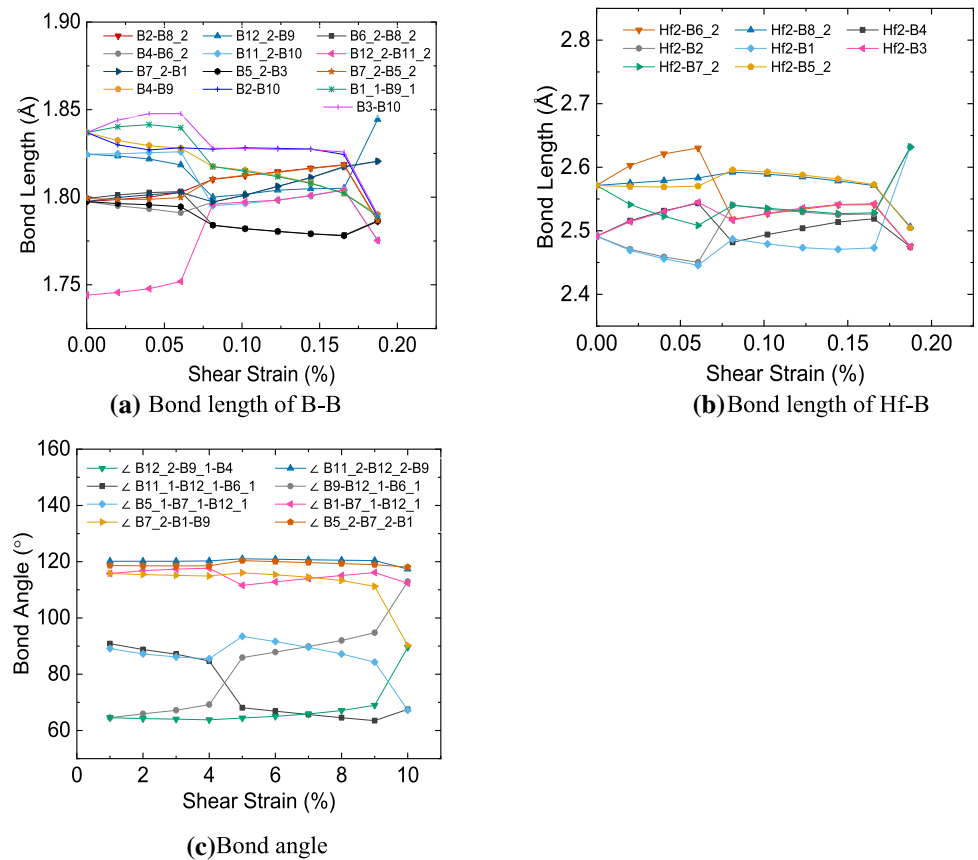 1.90
1.85
1.80
1.75
0.00 0.05 0.10 0.15 0.20
Bond Length (Å)
Shear Strain (%)
B2-B8_2 B12_2-B9 B6_2-B8_2
B4-B6_2 B11_2-B10 B12_2-B11_2
B7_2-B1 B5_2-B3 B7_2-B5_2
B4-B9 B2-B10 B1_1-B9_1
B3-B10
(a) Bond length of B-B
2.8
2.7
2.6
2.5
2.4
0.00 0.05 0.10 0.15 0.20
Bond Length (Å)
Shear Strain (%)
Hf2-B6_2 Hf2-B8_2 Hf2-B4
Hf2-B2 Hf2-B1 Hf2-B3
Hf2-B7_2 Hf2-B5_2
(b) Bond length of Hf-B
160
140
120
100
80
60
0 2 4 6 8 10
Bond Angle (°)
Shear Strain (%)
∠ B12_2-B9_1-B4 ∠ B11_2-B12_2-B9
∠ B11_1-B12_1-B6_1 ∠ B9-B12_1-B6_1
∠ B5_1-B7_1-B12_1 ∠ B1-B7_1-B12_1
∠ B7_2-B1-B9 ∠ B5_2-B7_2-B1
(c) Bond angle